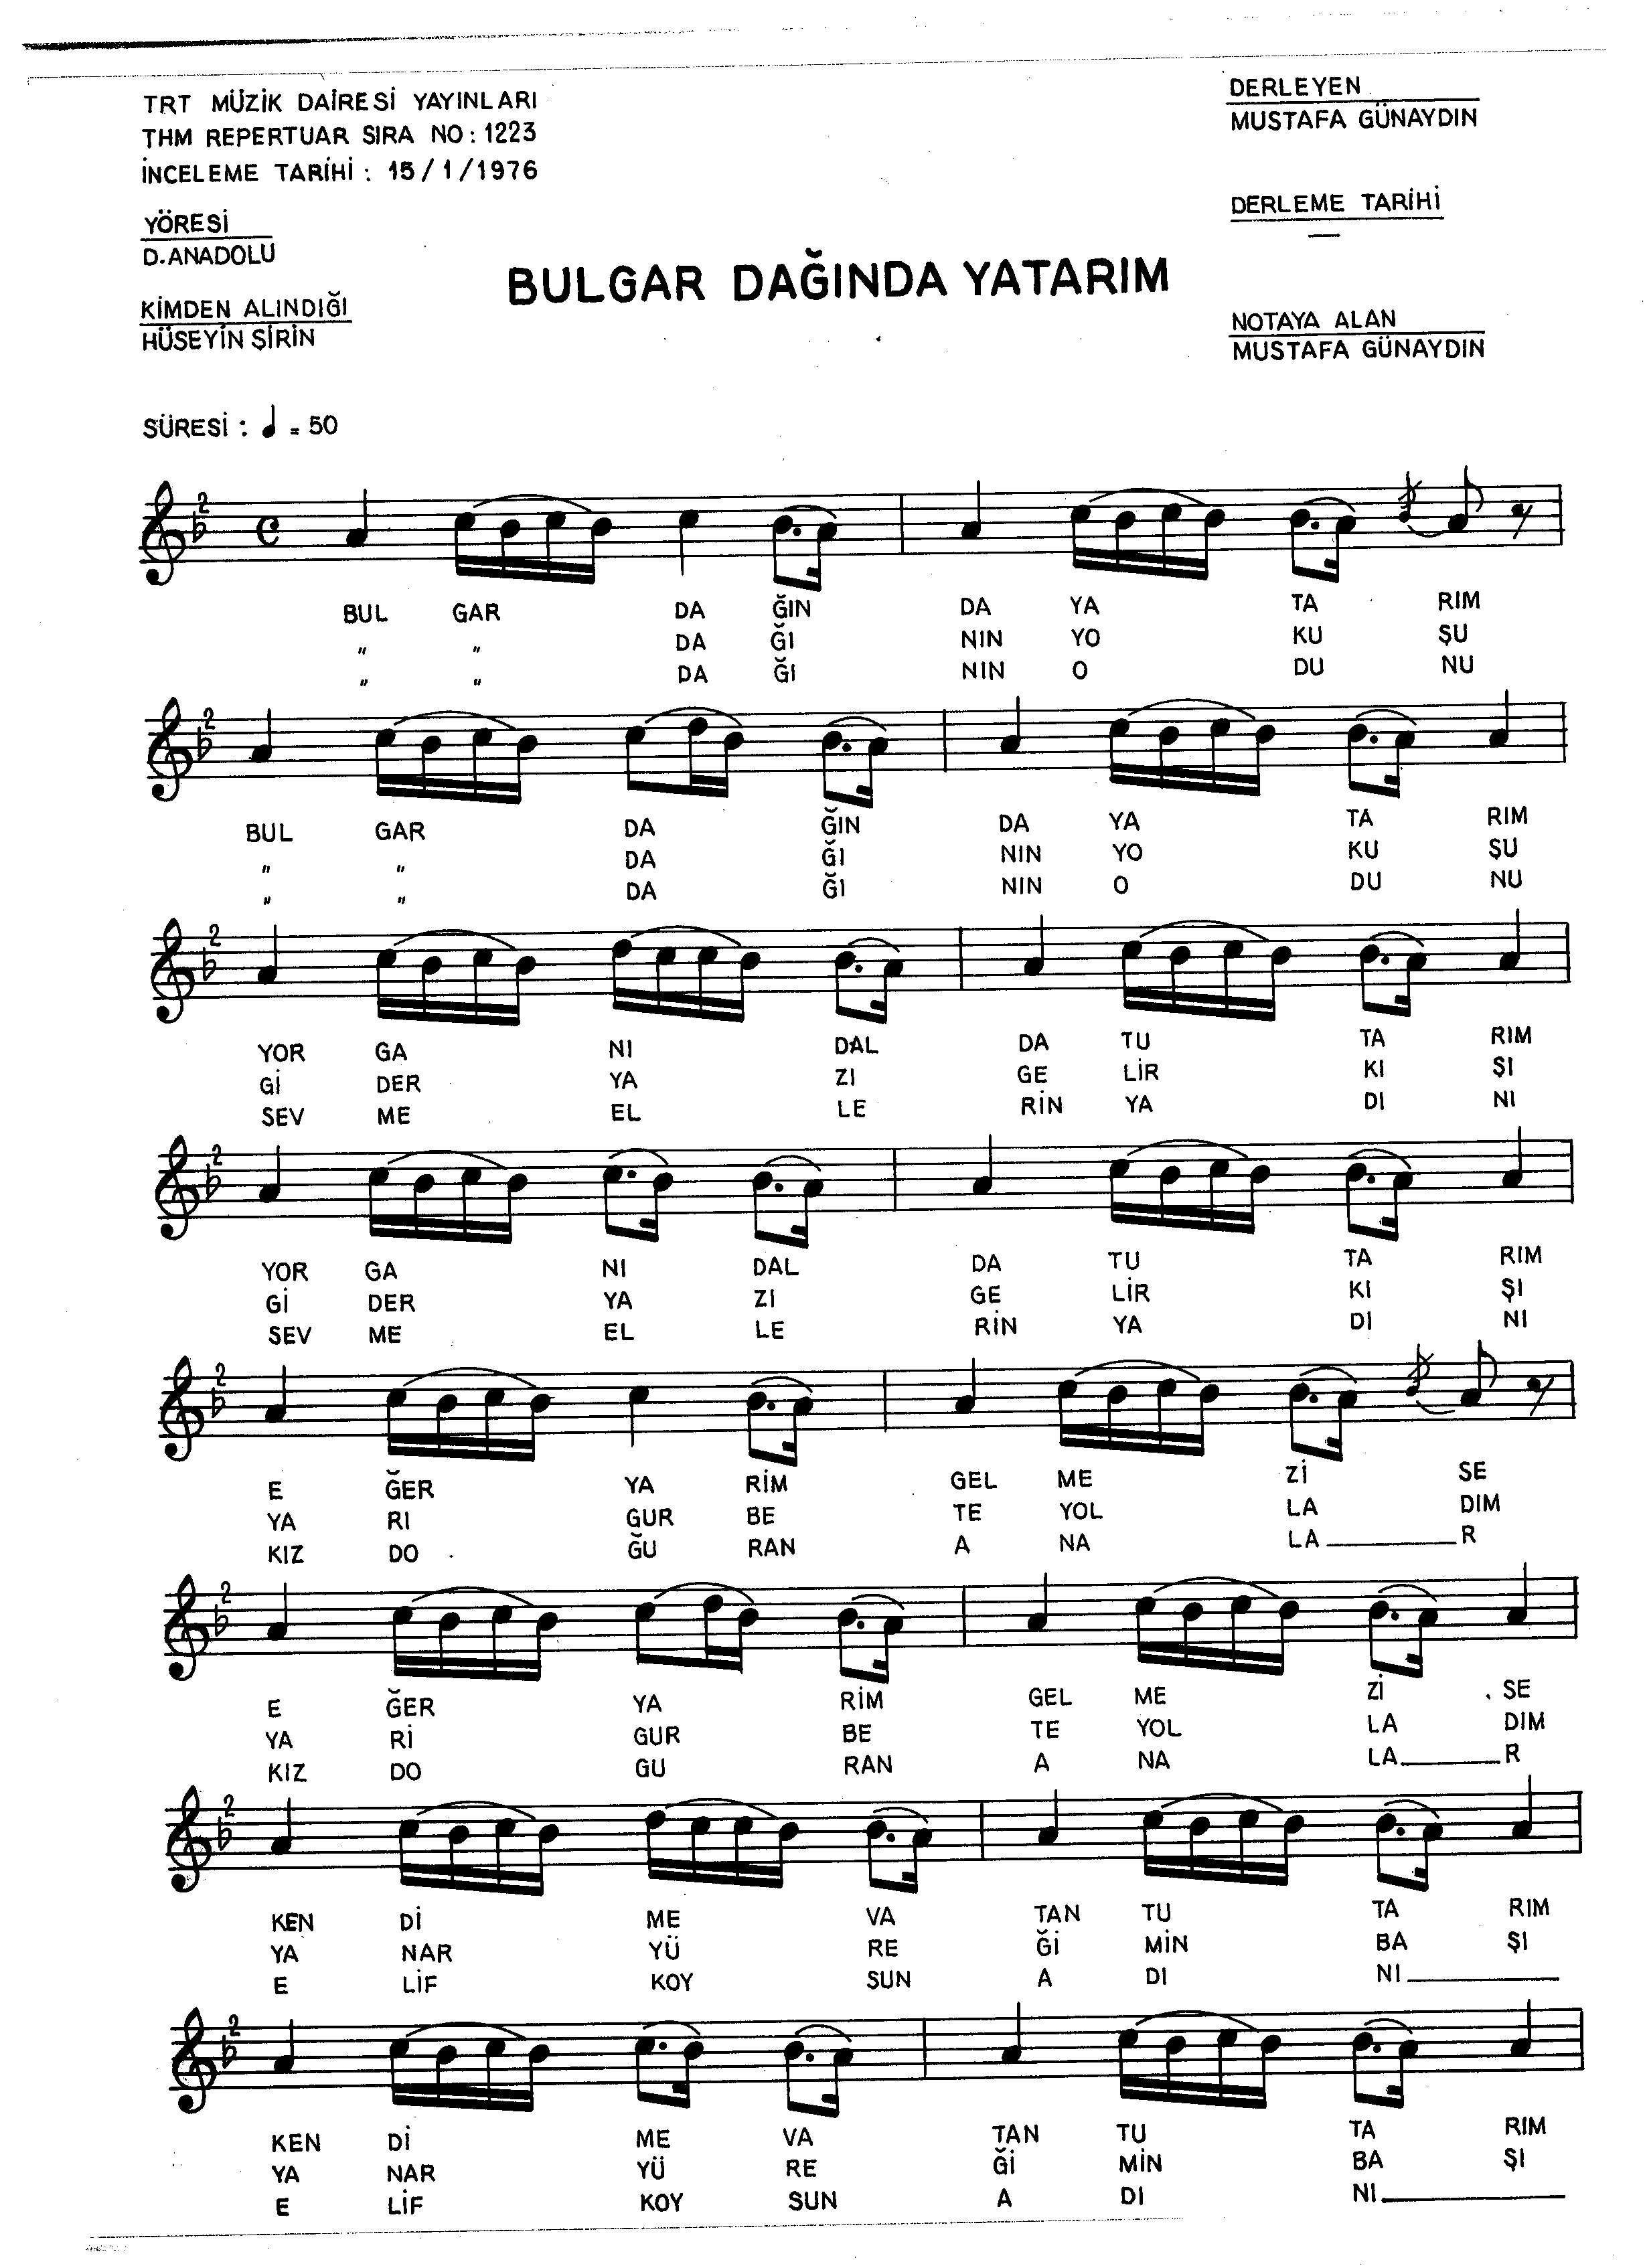 TRT MÜZİK DAİRESİ YAYINLARI
THM REPERTUAR SIRA NO: 1223
İNCELEME TARİHİ: 15/1/1976
DERLEYEN
MUSTAFA GÜNAYDIN
YÖRESİ
D.ANADOLU
DERLEME TARİHİ
—
BULGAR DAĞINDA YATARIM
KİMDEN ALINDIĞI
HÜSEYİN ŞİRİN
NOTAYA ALAN
MUSTAFA GÜNAYDIN
SÜRESİ: ♩ = 50
BUL GAR DA ĞIN DA YA TA RIM
" " DA ĞI NIN YO KU ŞU
" " DA ĞI NIN O DU NU
BUL GAR DA ĞIN DA YA TA RIM
" " DA ĞI NIN YO KU ŞU
" " DA ĞI NIN O DU NU
YOR GA NI DAL DA TU TA RIM
Gİ DER YA ZI GE LİR KI ŞI
SEV ME EL LE RİN YA DI NI
YOR GA NI DAL DA TU TA RIM
Gİ DER YA ZI GE LİR KI ŞI
SEV ME EL LE RİN YA DI NI
E ĞER YA RİM GEL ME Zİ SE
YA RI GUR BE TE YOL LA DIM
KIZ DO ĞU RAN A NA LA R
E ĞER YA RİM GEL ME Zİ SE
YA Rİ GUR BE TE YOL LA DIM
KIZ DO GU RAN A NA LA R
KEN Dİ ME VA TAN TU TA RIM
YA NAR YÜ RE Ğİ MİN BA ŞI
E LİF KOY SUN A DI NI
KEN Dİ ME VA TAN TU TA RIM
YA NAR YÜ RE Ğİ MİN BA ŞI
E LİF KOY SUN A DI NI